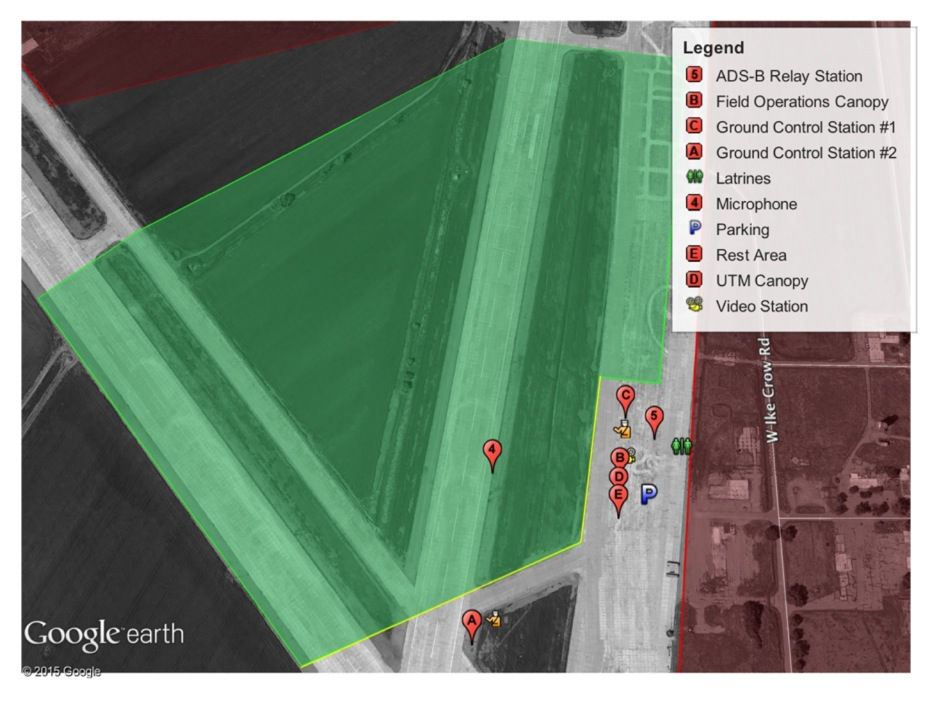 Legend
5 ADS-B Relay Station
B Field Operations Canopy
C Ground Control Station #1
A Ground Control Station #2
Latrines
4 Microphone
P Parking
E Rest Area
D UTM Canopy
Video Station
W Ike Crow Rd
C
5
4
B
D
E P
A
Google earth
© 2015 Google